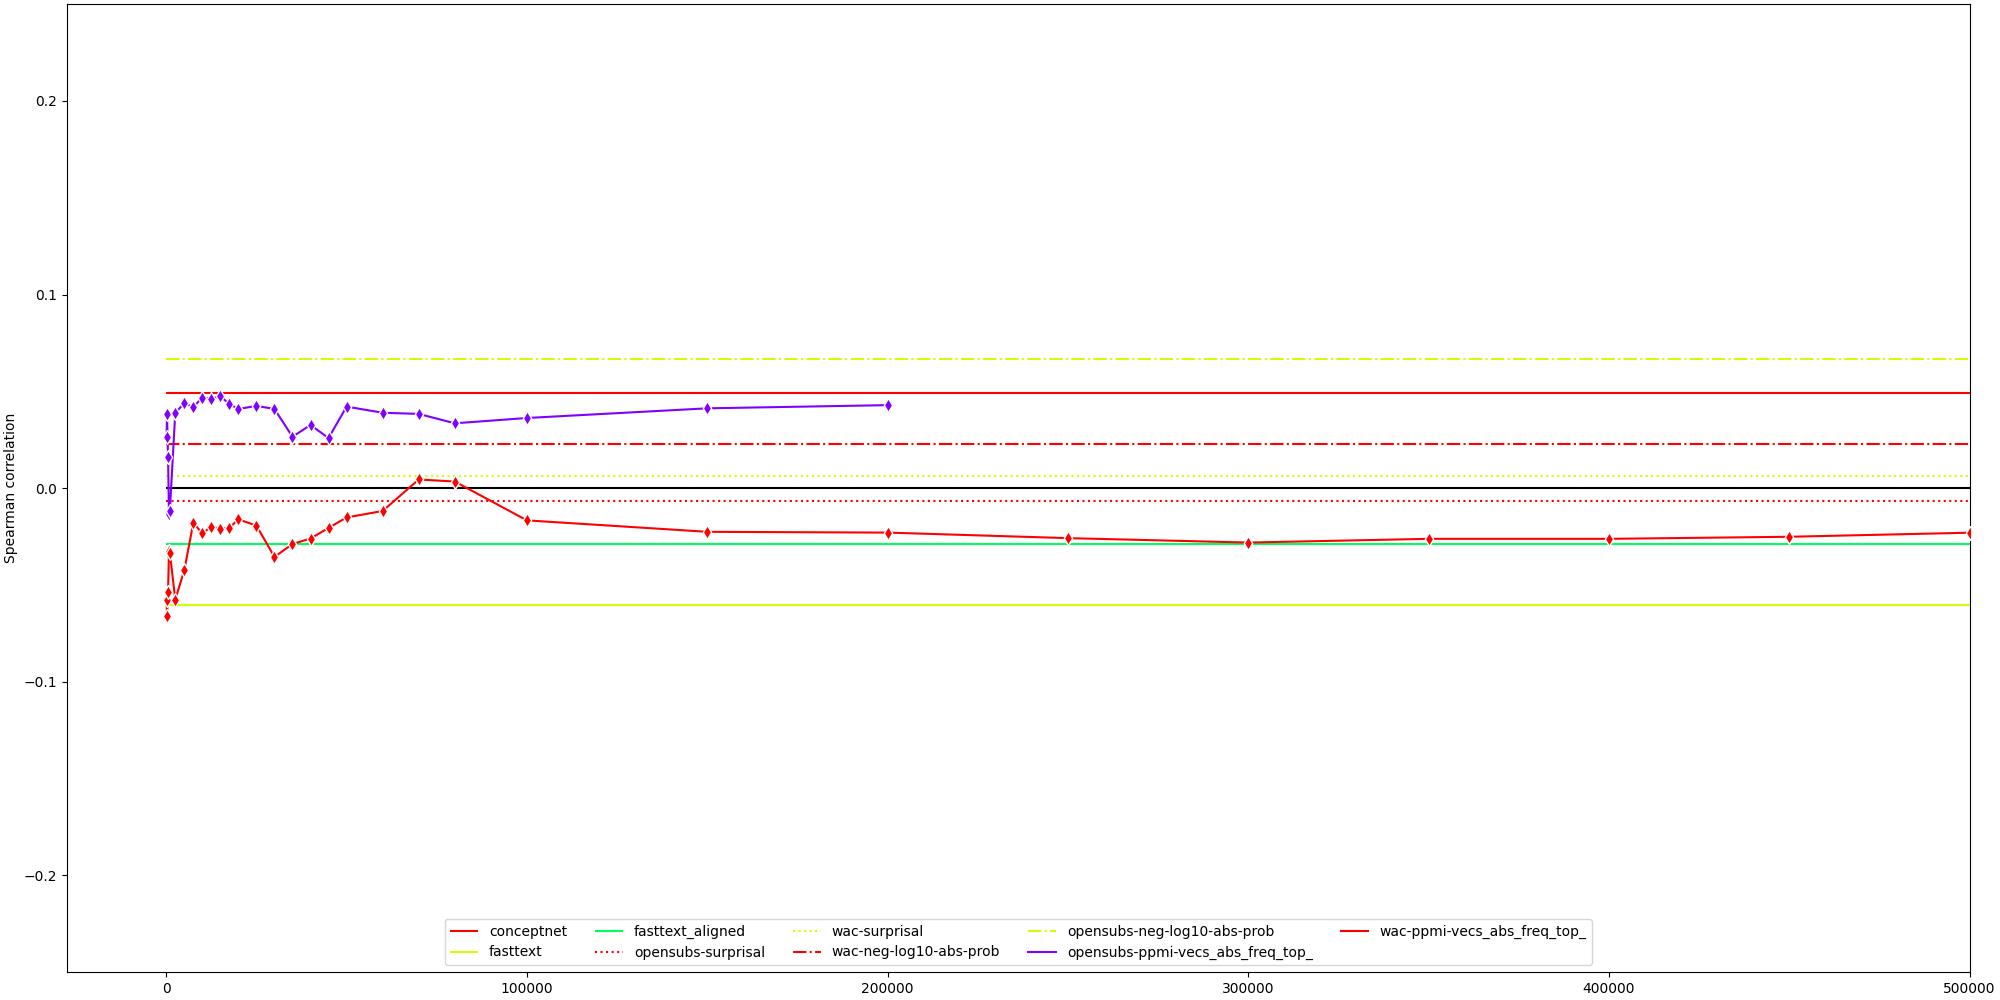 0.2
0.1
0.0
−0.1
−0.2
Spearman correlation
conceptnet fasttext_aligned wac-surprisal opensubs-neg-log10-abs-prob wac-ppmi-vecs_abs_freq_top_
fasttext opensubs-surprisal wac-neg-log10-abs-prob opensubs-ppmi-vecs_abs_freq_top_
0 100000 200000 300000 400000 500000